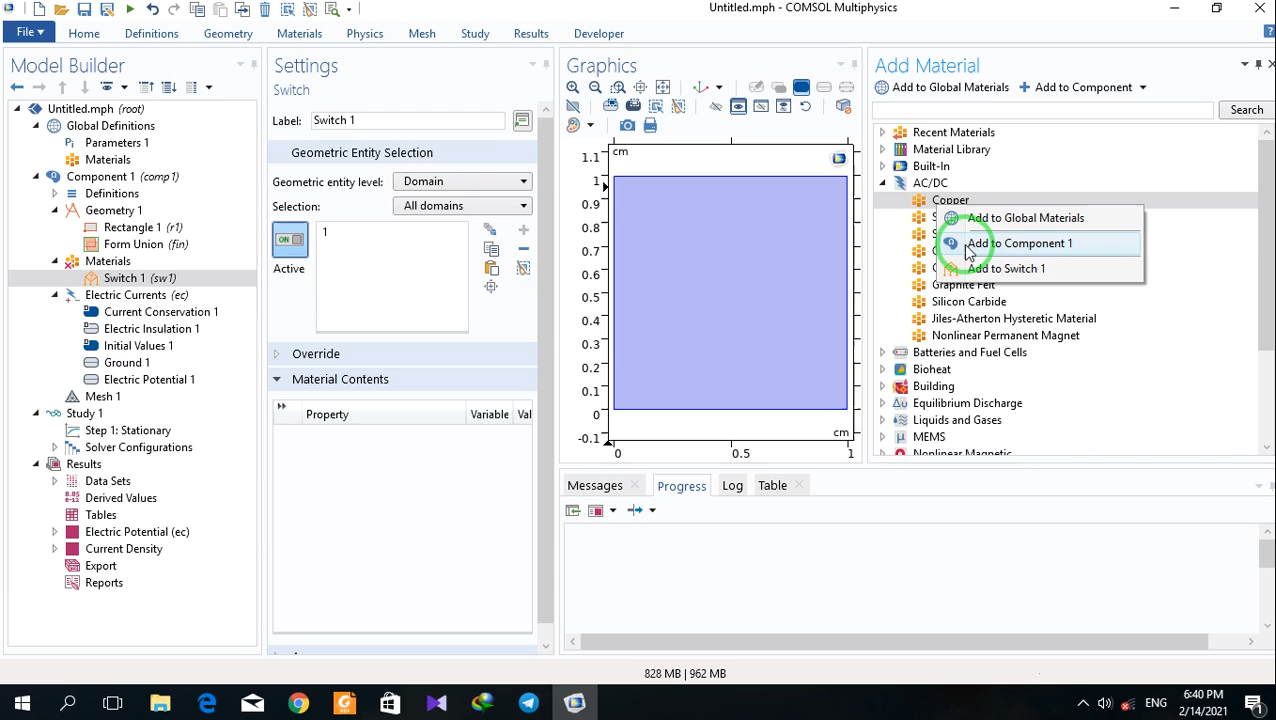 Untitled.mph - COMSOL Multiphysics
File
Home
Definitions
Geometry
Materials
Physics
Mesh
Study
Results
Developer
Model Builder
Untitled.mph (root)
Global Definitions
Pi Parameters 1
Materials
Component 1 (comp1)
Definitions
Geometry 1
Rectangle 1 (r1)
Form Union (fin)
Materials
Switch 1 (sw1)
Electric Currents (ec)
Current Conservation 1
Electric Insulation 1
Initial Values 1
Ground 1
Electric Potential 1
Mesh 1
Study 1
Step 1: Stationary
Solver Configurations
Results
Data Sets
8.85
e-12
Derived Values
Tables
Electric Potential (ec)
Current Density
Export
Reports
Settings
Switch
Label: Switch 1
Geometric Entity Selection
Geometric entity level: Domain
Selection: All domains
ON
Active
1
Override
Material Contents
Property
Variable
Val
Graphics
cm
1.1
1
0.9
0.8
0.7
0.6
0.5
0.4
0.3
0.2
0.1
0
-0.1
cm
0
0.5
1
Messages
Progress
Log
Table
Add Material
Add to Global Materials
Add to Component
Search
Recent Materials
Material Library
Built-In
AC/DC
Copper
Add to Global Materials
Add to Component 1
Add to Switch 1
Graphite Felt
Silicon Carbide
Jiles-Atherton Hysteretic Material
Nonlinear Permanent Magnet
Batteries and Fuel Cells
Bioheat
Building
Equilibrium Discharge
Liquids and Gases
MEMS
Nonlinear Magnetic
828 MB | 962 MB
ENG
6:40 PM
2/14/2021